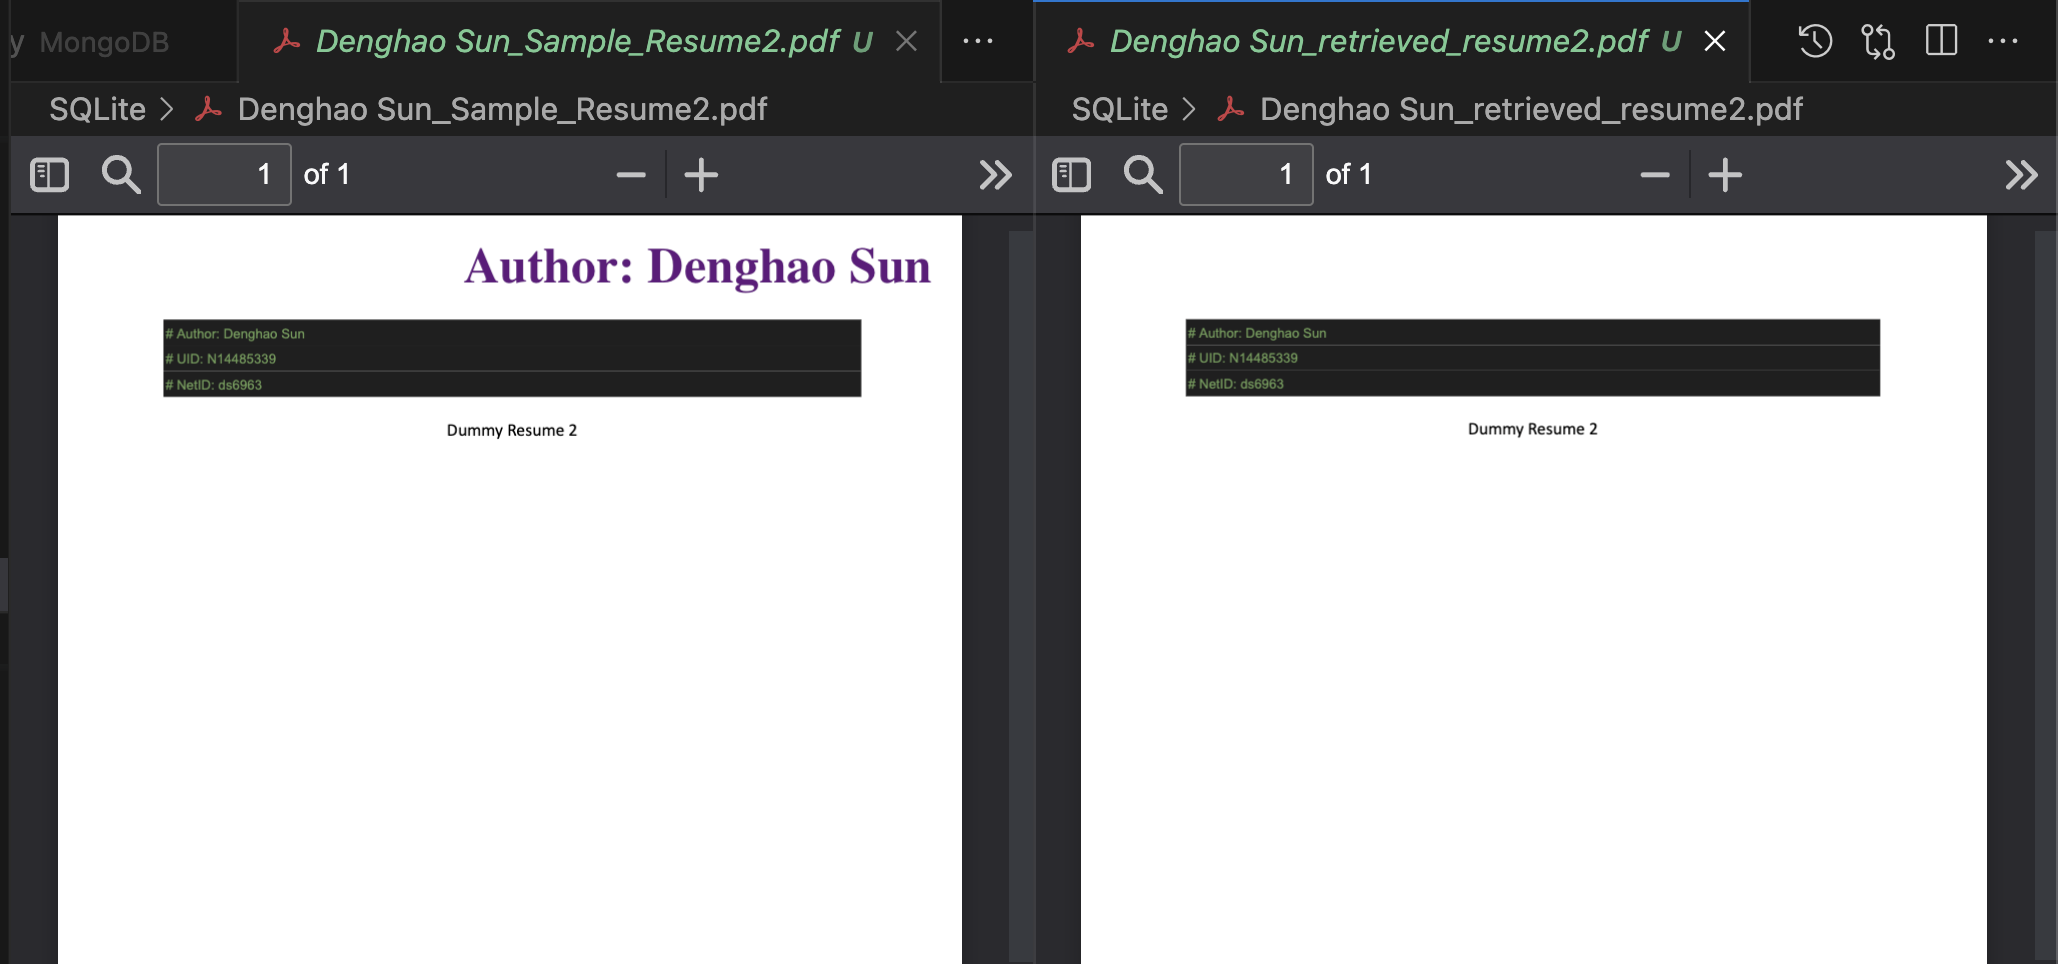 y MongoDB
Denghao Sun_Sample_Resume2.pdf U
SQLite > Denghao Sun_Sample_Resume2.pdf
1 of 1
Author: Denghao Sun
# Author: Denghao Sun
# UID: N14485339
# NetID: ds6963
Dummy Resume 2
Denghao Sun_retrieved_resume2.pdf U
SQLite > Denghao Sun_retrieved_resume2.pdf
1 of 1
# Author: Denghao Sun
# UID: N14485339
# NetID: ds6963
Dummy Resume 2